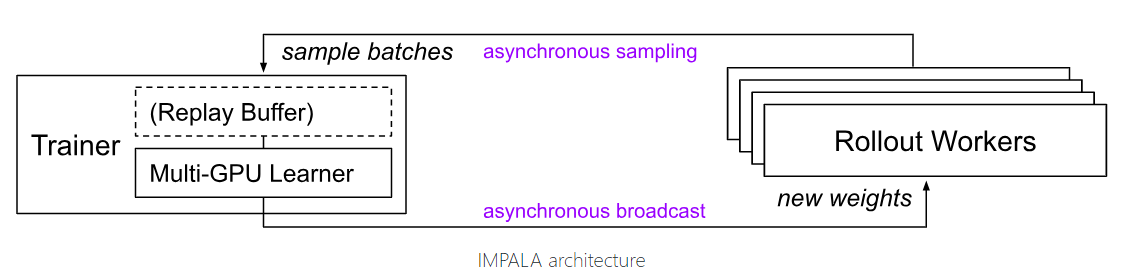 sample batches
asynchronous sampling
(Replay Buffer)
Trainer
Multi-GPU Learner
Rollout Workers
new weights
asynchronous broadcast
IMPALA architecture